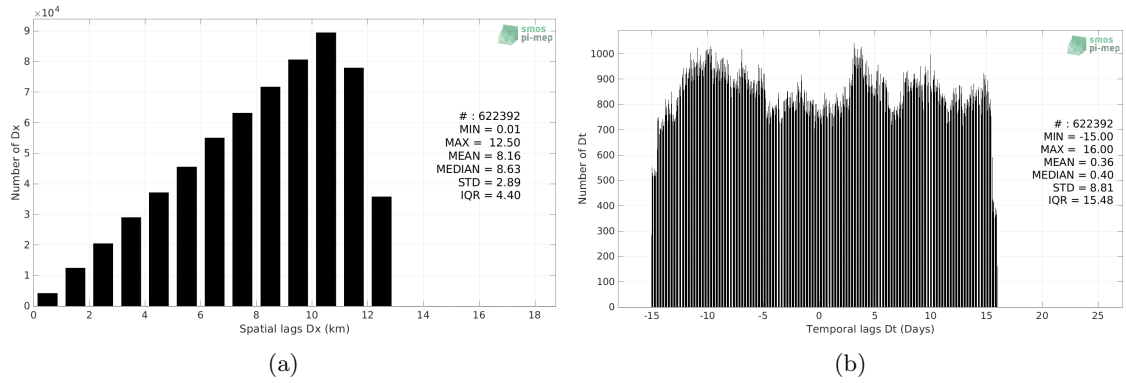 ×10⁴
smos
pi-mep
9
8
7
6
5
4
3
2
1
0
Number of Dx
# : 622392
MIN = 0.01
MAX = 12.50
MEAN = 8.16
MEDIAN = 8.63
STD = 2.89
IQR = 4.40
0 2 4 6 8 10 12 14 16 18
Spatial lags Dx (km)
(a)
smos
pi-mep
1000
900
800
700
600
500
400
300
200
100
0
Number of Dt
# : 622392
MIN = -15.00
MAX = 16.00
MEAN = 0.36
MEDIAN = 0.40
STD = 8.81
IQR = 15.48
-15 -10 -5 0 5 10 15 20 25
Temporal lags Dt (Days)
(b)